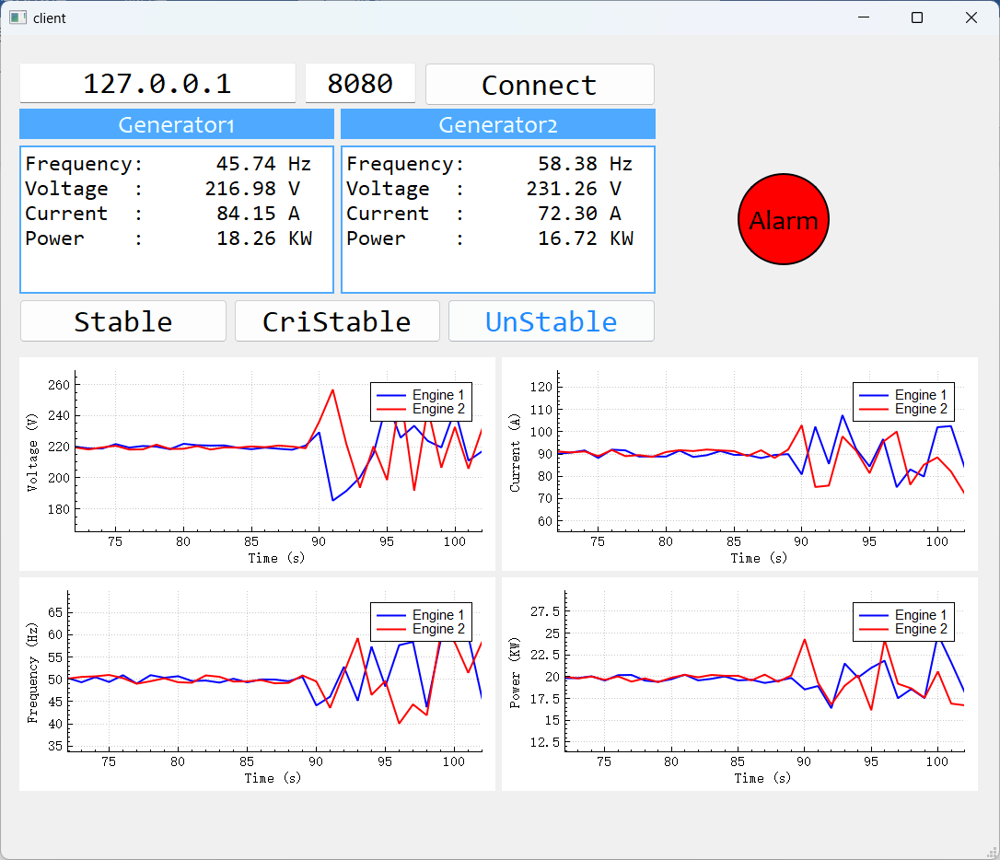 client
127.0.0.1 8080 Connect
Generator1 Generator2
Frequency: 45.74 Hz
Voltage : 216.98 V
Current : 84.15 A
Power : 18.26 KW
Frequency: 58.38 Hz
Voltage : 231.26 V
Current : 72.30 A
Power : 16.72 KW
Alarm
Stable CriStable UnStable
Voltage (V)
260
240
220
200
180
75 80 85 90 95 100
Time (s)
Engine 1
Engine 2
Current (A)
120
110
100
90
80
70
60
75 80 85 90 95 100
Time (s)
Engine 1
Engine 2
Frequency (Hz)
65
60
55
50
45
40
35
75 80 85 90 95 100
Time (s)
Engine 1
Engine 2
Power (KW)
27.5
25
22.5
20
17.5
15
12.5
75 80 85 90 95 100
Time (s)
Engine 1
Engine 2